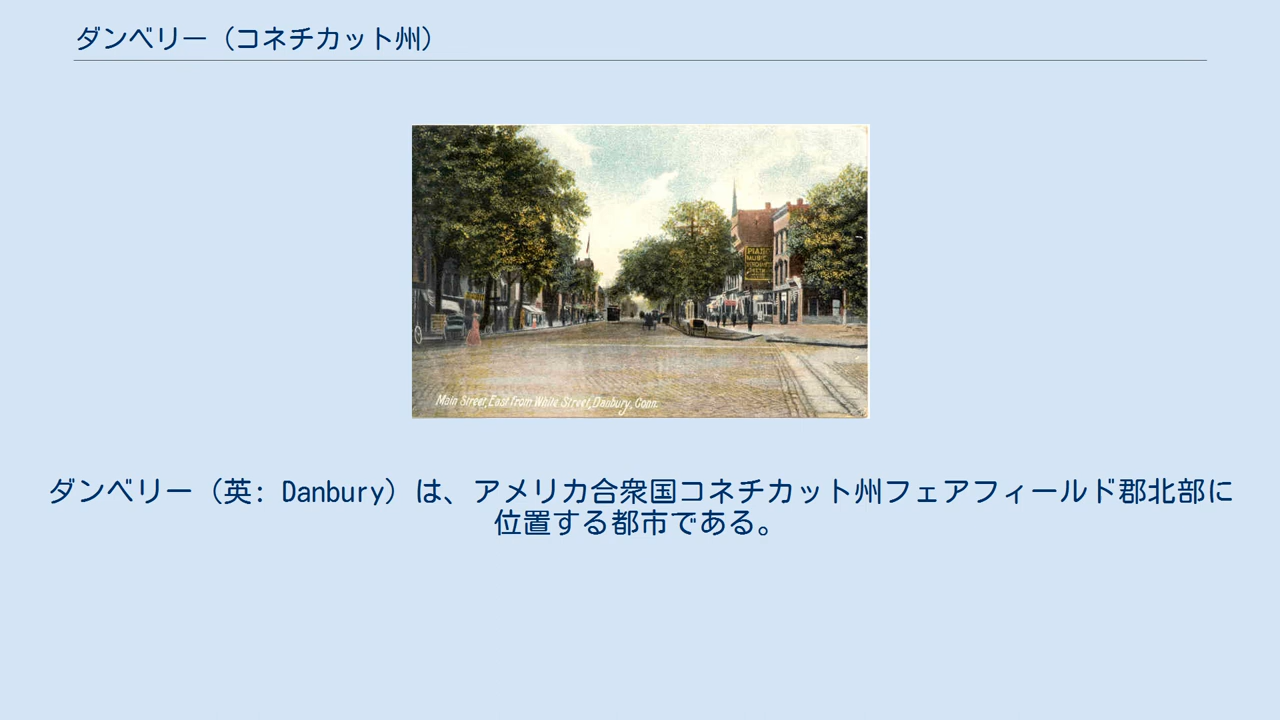 ダンベリー（コネチカット州）
PIANO
MUSIC
Main Street, East from White Street, Danbury, Conn.
ダンベリー（英: Danbury）は、アメリカ合衆国コネチカット州フェアフィールド郡北部に
位置する都市である。